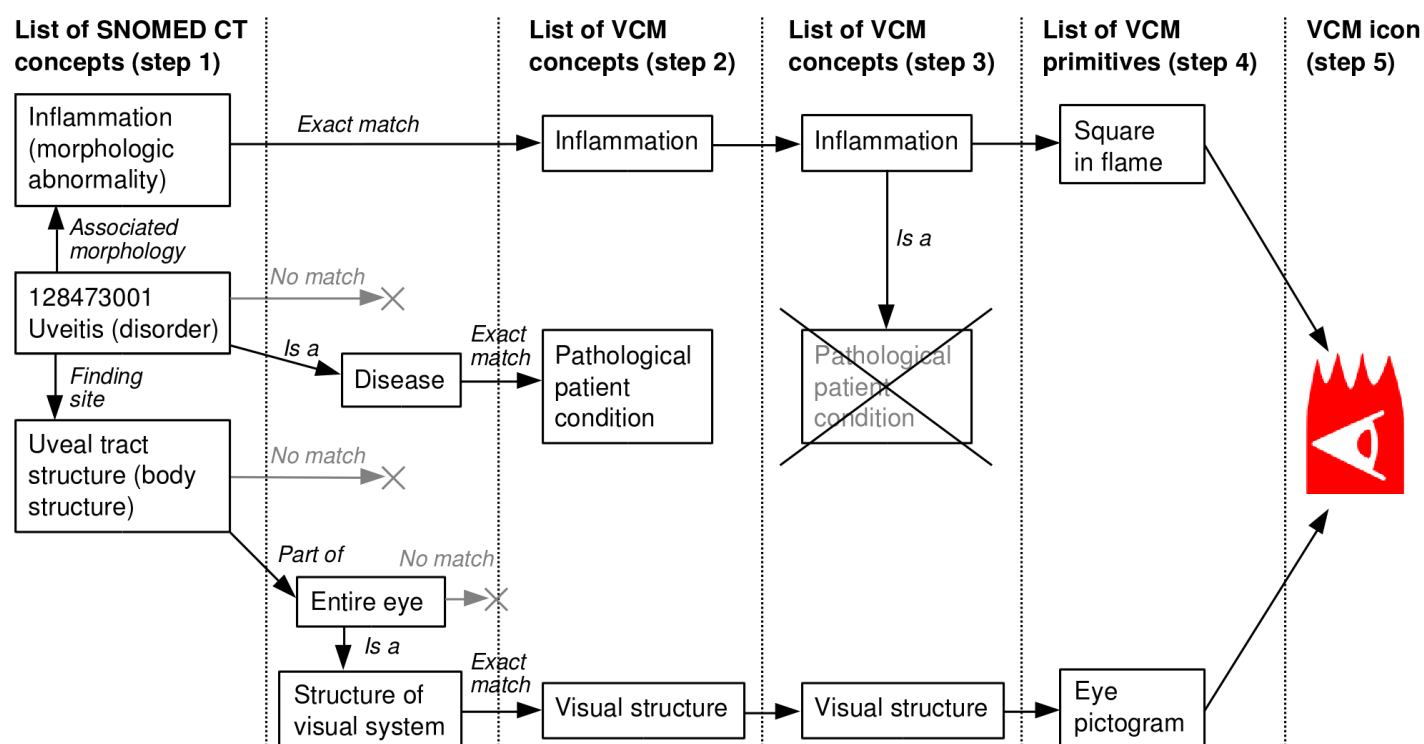 List of SNOMED CT
concepts (step 1)
List of VCM
concepts (step 2)
List of VCM
concepts (step 3)
List of VCM
primitives (step 4)
VCM icon
(step 5)
Inflammation
(morphologic
abnormality)
Exact match
Inflammation
Inflammation
Square
in flame
Associated
morphology
Is a
128473001
Uveitis (disorder)
No match
Is a
Disease
Exact
match
Pathological
patient
condition
Pathological
patient
condition
Finding
site
Uveal tract
structure (body
structure)
No match
Part of
No match
Entire eye
Is a
Structure of
visual system
Exact
match
Visual structure
Visual structure
Eye
pictogram